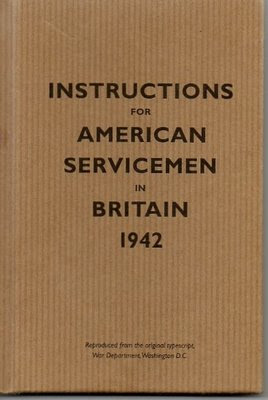 INSTRUCTIONS
FOR
AMERICAN
SERVICEMEN
IN
BRITAIN
1942
Reproduced from the original typescript,
War Department, Washington D.C.